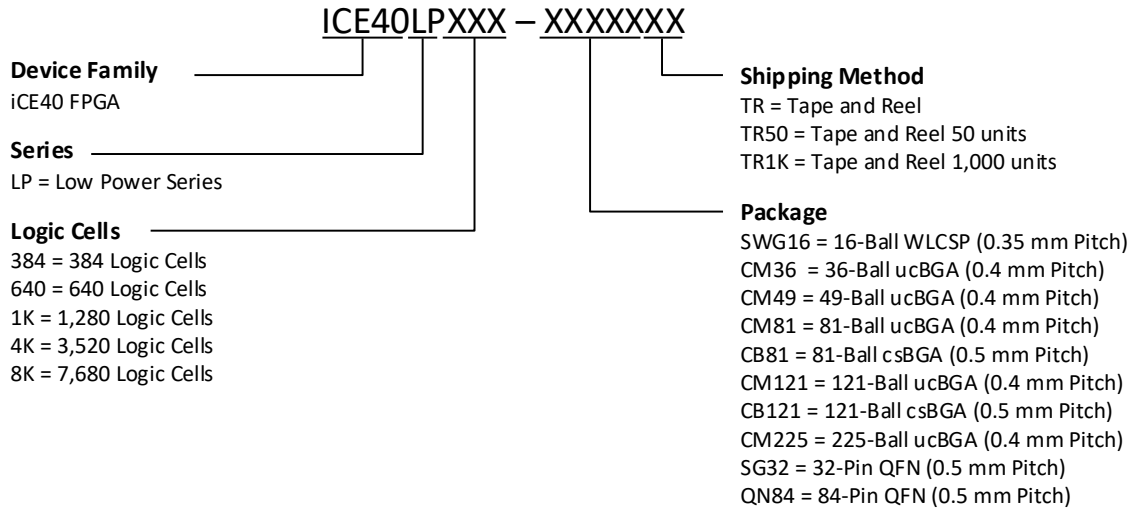 ICE40LPXXX – XXXXXXX
Device Family
iCE40 FPGA
Series
LP = Low Power Series
Logic Cells
384 = 384 Logic Cells
640 = 640 Logic Cells
1K = 1,280 Logic Cells
4K = 3,520 Logic Cells
8K = 7,680 Logic Cells
Shipping Method
TR = Tape and Reel
TR50 = Tape and Reel 50 units
TR1K = Tape and Reel 1,000 units
Package
SWG16 = 16-Ball WLCSP (0.35 mm Pitch)
CM36 = 36-Ball ucBGA (0.4 mm Pitch)
CM49 = 49-Ball ucBGA (0.4 mm Pitch)
CM81 = 81-Ball ucBGA (0.4 mm Pitch)
CB81 = 81-Ball csBGA (0.5 mm Pitch)
CM121 = 121-Ball ucBGA (0.4 mm Pitch)
CB121 = 121-Ball csBGA (0.5 mm Pitch)
CM225 = 225-Ball ucBGA (0.4 mm Pitch)
SG32 = 32-Pin QFN (0.5 mm Pitch)
QN84 = 84-Pin QFN (0.5 mm Pitch)